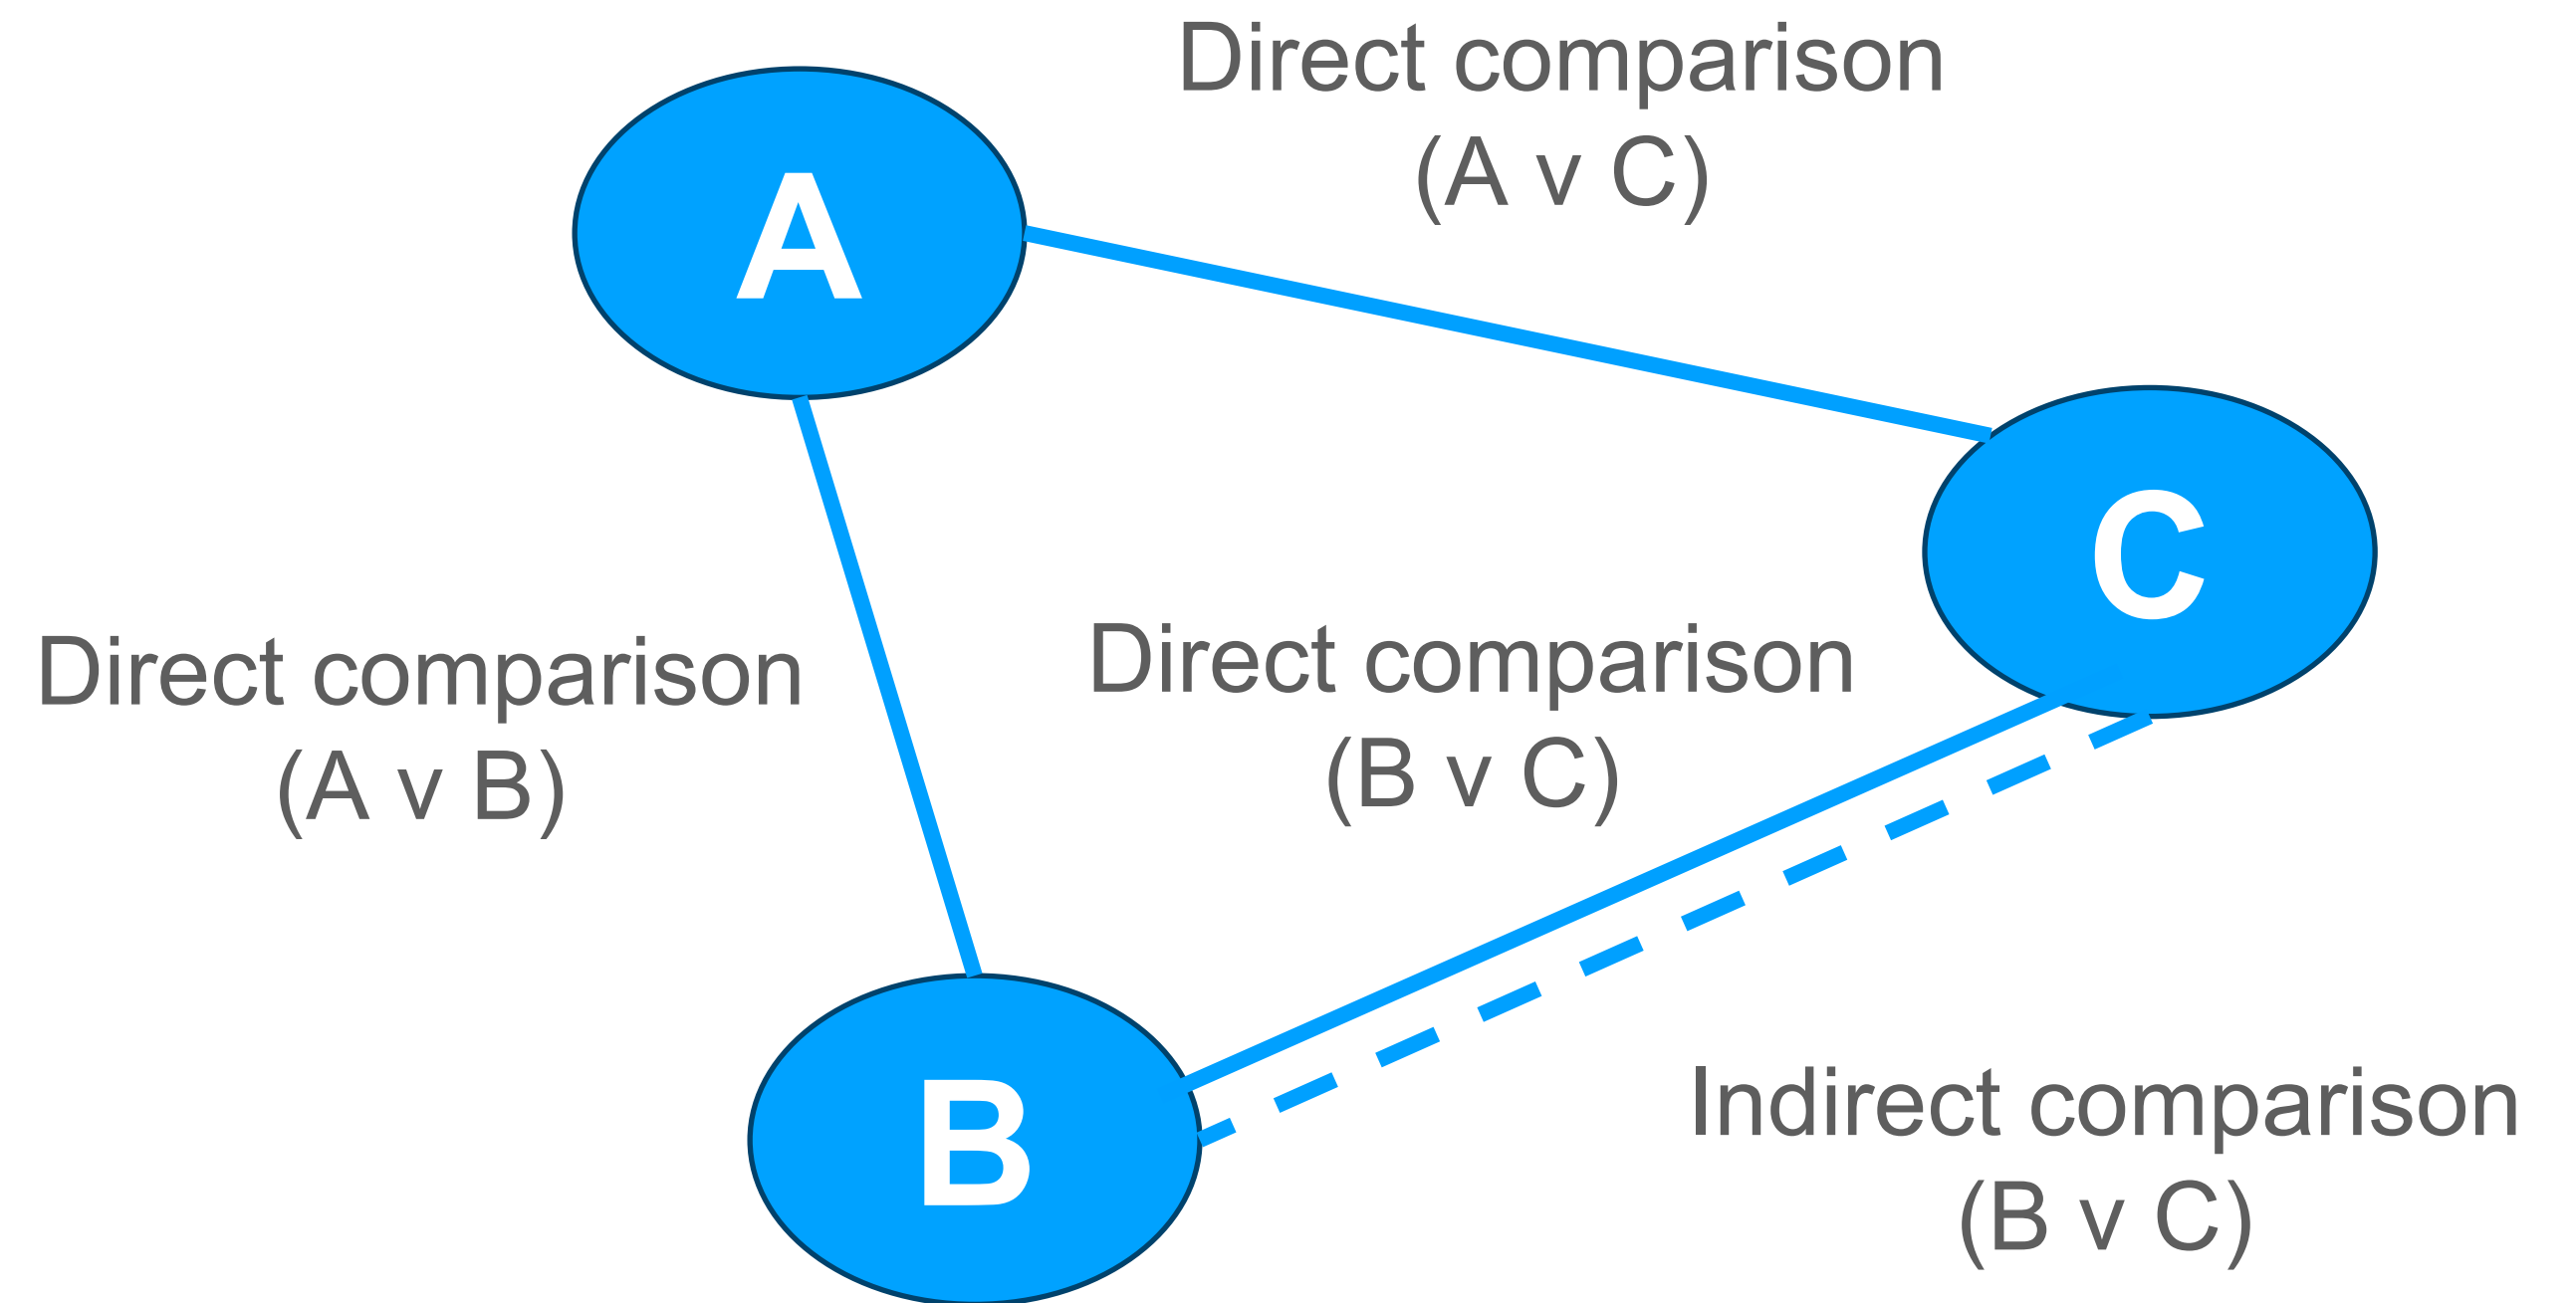 Direct comparison
(A v C)
A
C
Direct comparison
(A v B)
Direct comparison
(B v C)
B
Indirect comparison
(B v C)